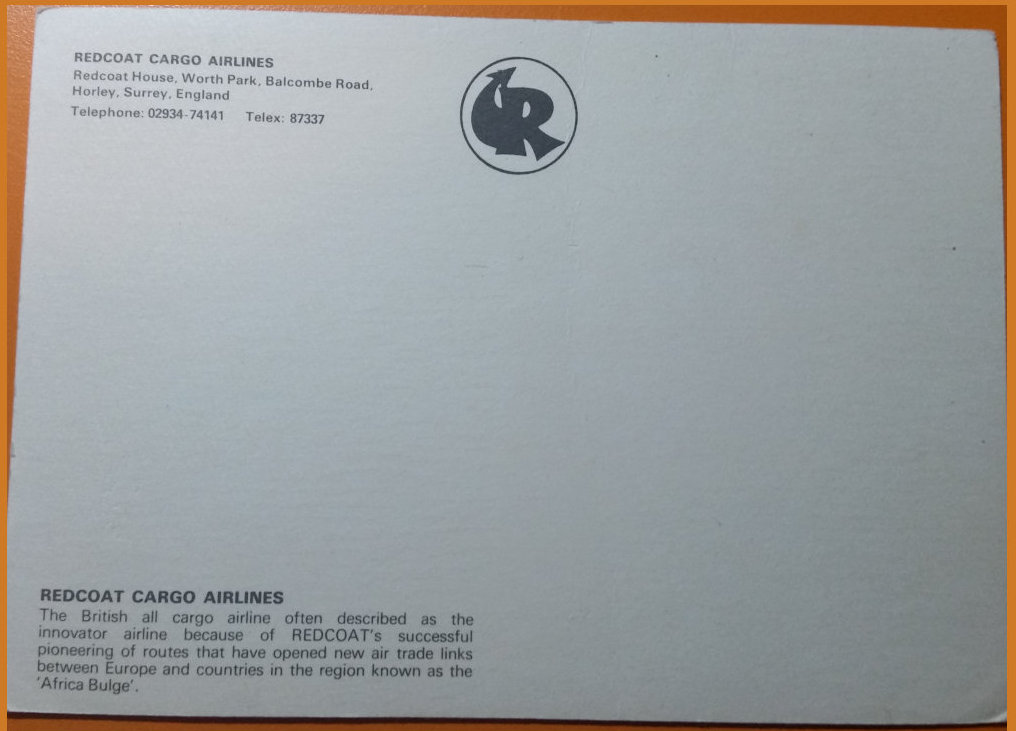 REDCOAT CARGO AIRLINES
Redcoat House, Worth Park, Balcombe Road,
Horley, Surrey, England
Telephone: 02934-74141 Telex: 87337
R
REDCOAT CARGO AIRLINES
The British all cargo airline often described as the
innovator airline because of REDCOAT's successful
pioneering of routes that have opened new air trade links
between Europe and countries in the region known as the
'Africa Bulge'.